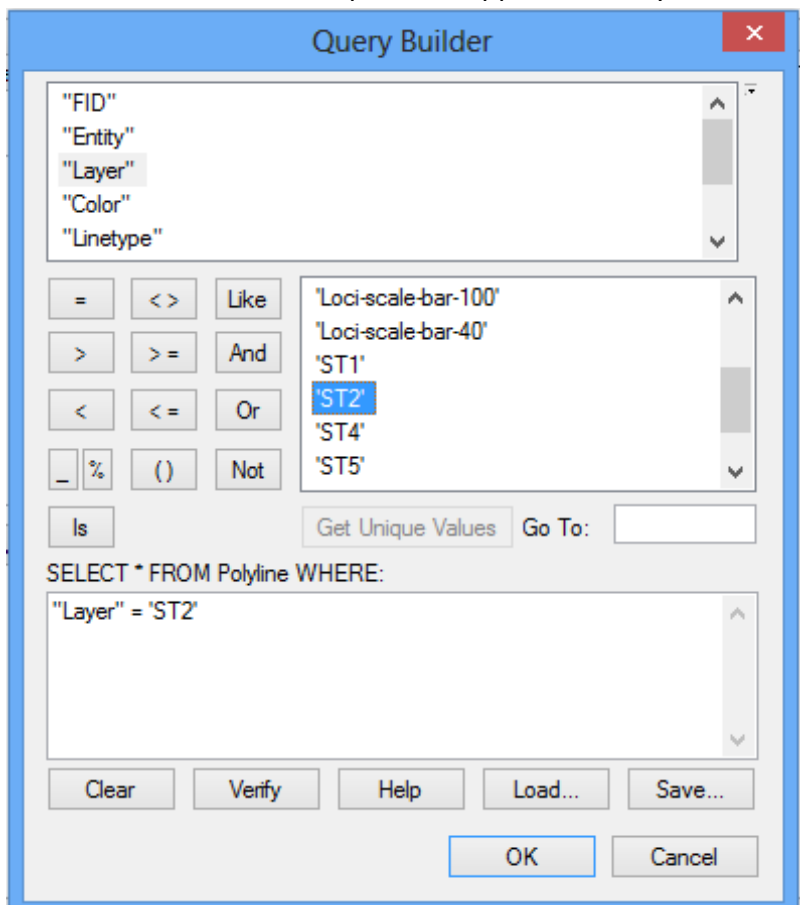 Query Builder
"FID"
"Entity"
"Layer"
"Color"
"Linetype"
= < > Like
> > = And
< < = Or
_ % ( ) Not
Is
'Loci-scale-bar-100'
'Loci-scale-bar-40'
'ST1'
'ST2'
'ST4'
'ST5'
Get Unique Values Go To:
SELECT * FROM Polyline WHERE:
"Layer" = 'ST2'
Clear Verify Help Load... Save...
OK Cancel